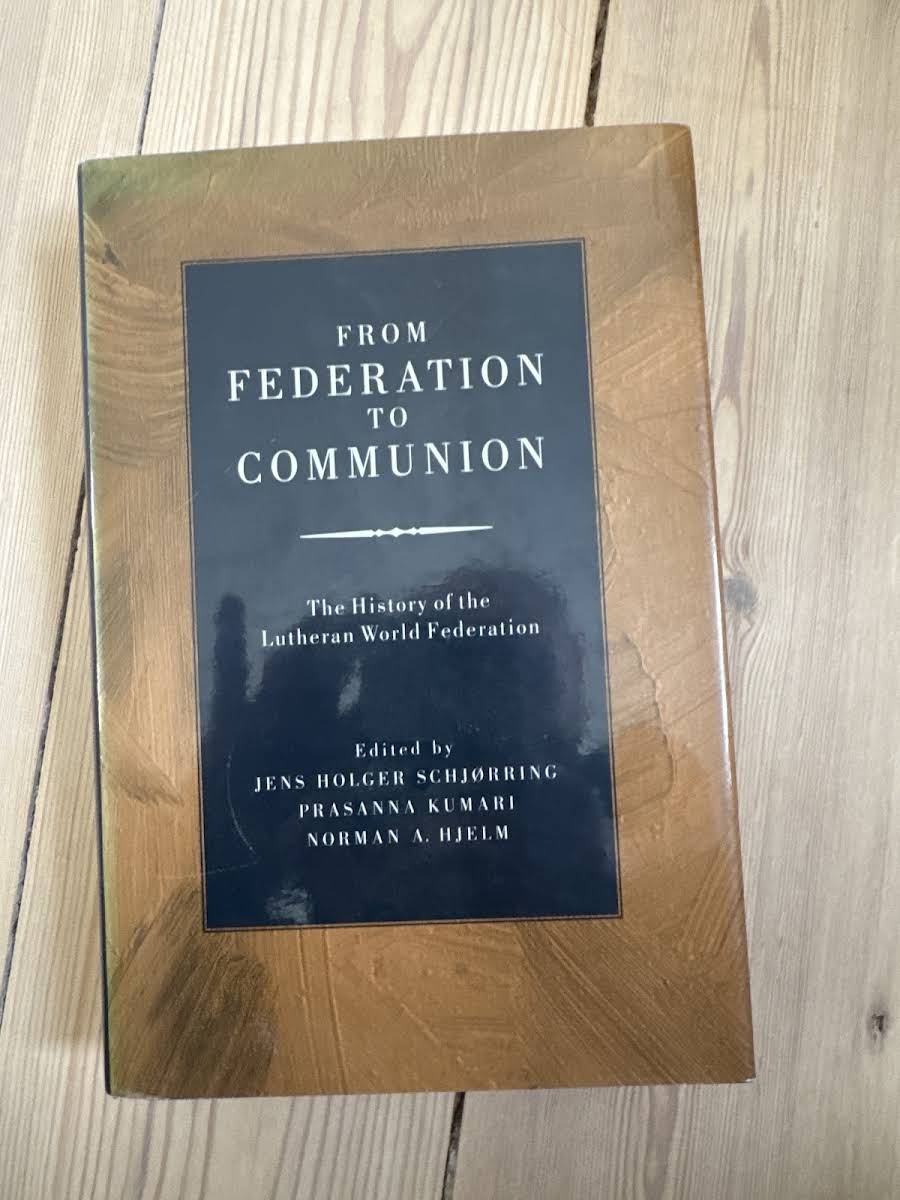 FROM
FEDERATION
TO
COMMUNION
The History of the
Lutheran World Federation
Edited by
JENS HOLGER SCHJØRRING
PRASANNA KUMARI
NORMAN A. HJELM